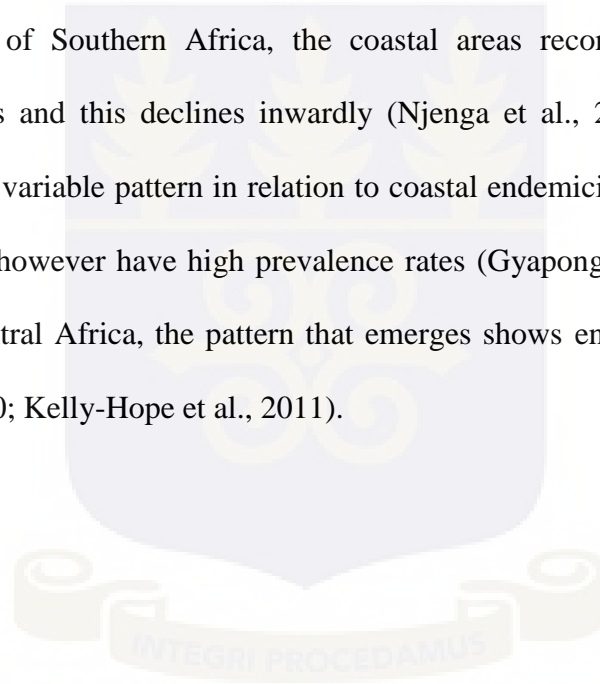 of Southern Africa, the coastal areas recor
s and this declines inwardly (Njenga et al., 2
variable pattern in relation to coastal endemici
however have high prevalence rates (Gyapong
tral Africa, the pattern that emerges shows en
0; Kelly-Hope et al., 2011).
INTEGRI PROCEDAMUS